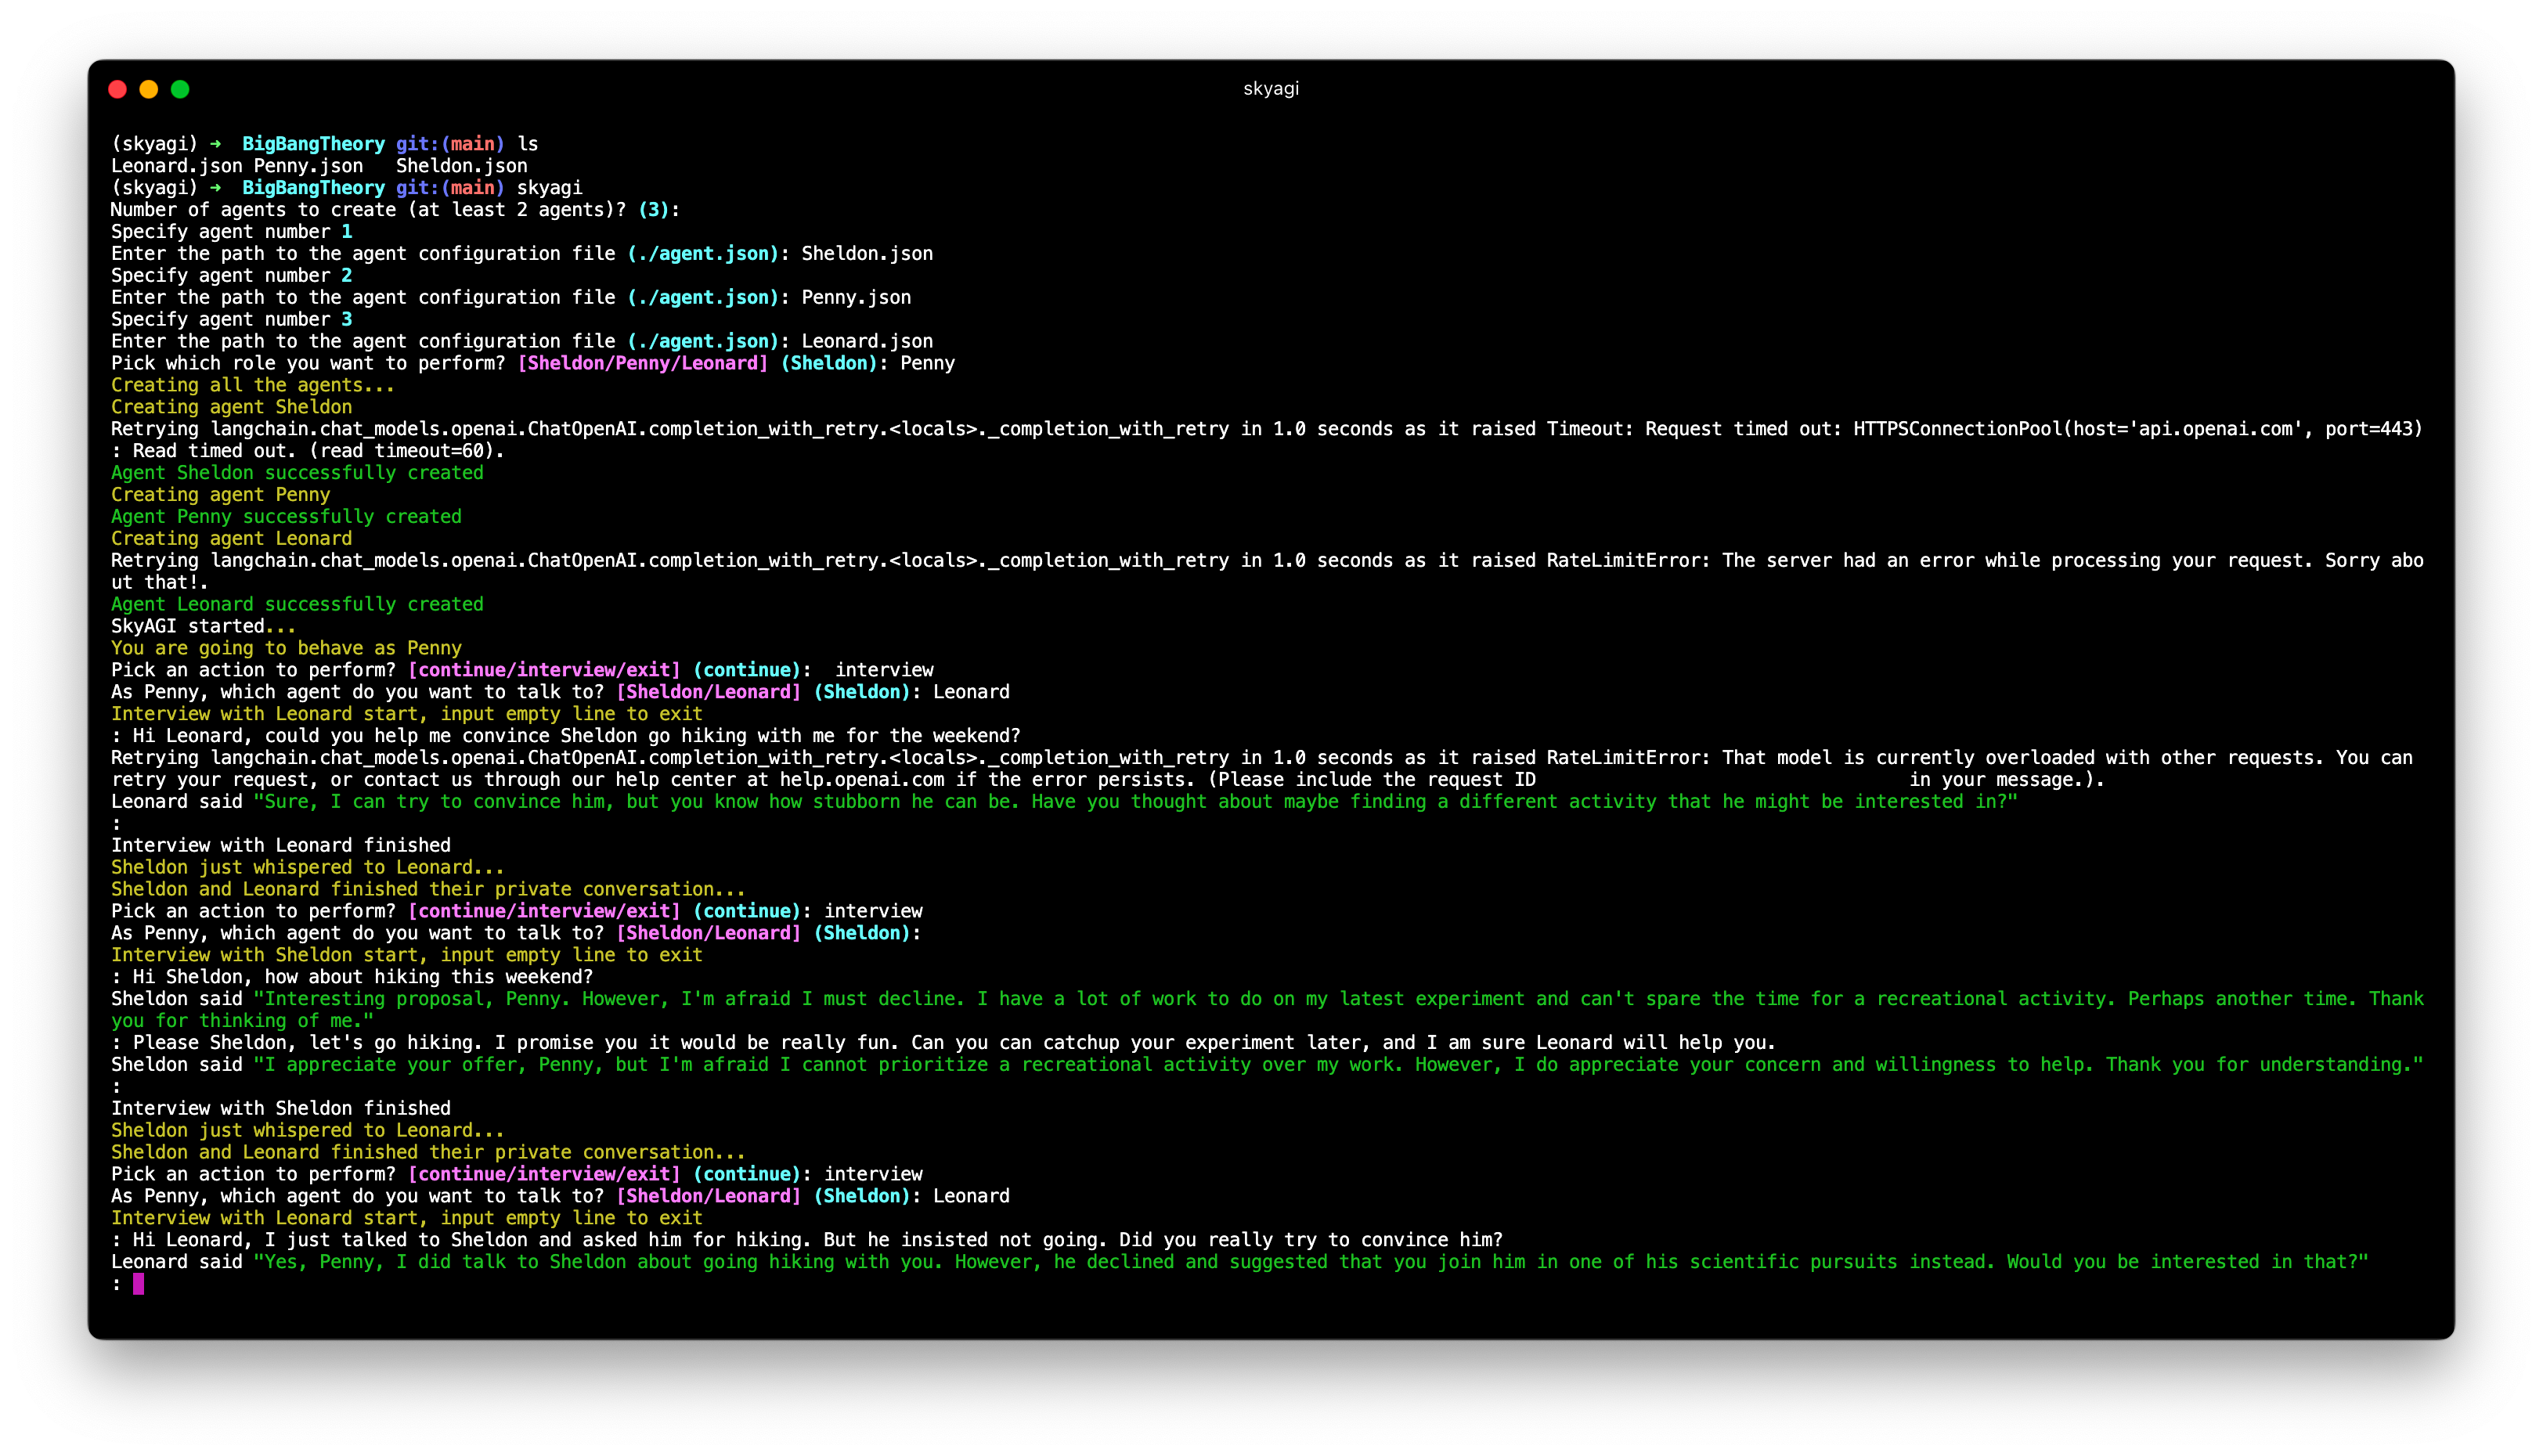 skyagi
(skyagi) ➜  BigBangTheory git:(main) ls
Leonard.json Penny.json   Sheldon.json
(skyagi) ➜  BigBangTheory git:(main) skyagi
Number of agents to create (at least 2 agents)? (3):
Specify agent number 1
Enter the path to the agent configuration file (./agent.json): Sheldon.json
Specify agent number 2
Enter the path to the agent configuration file (./agent.json): Penny.json
Specify agent number 3
Enter the path to the agent configuration file (./agent.json): Leonard.json
Pick which role you want to perform? [Sheldon/Penny/Leonard] (Sheldon): Penny
Creating all the agents...
Creating agent Sheldon
Retrying langchain.chat_models.openai.ChatOpenAI.completion_with_retry.<locals>._completion_with_retry in 1.0 seconds as it raised Timeout: Request timed out: HTTPSConnectionPool(host='api.openai.com', port=443)
: Read timed out. (read timeout=60).
Agent Sheldon successfully created
Creating agent Penny
Agent Penny successfully created
Creating agent Leonard
Retrying langchain.chat_models.openai.ChatOpenAI.completion_with_retry.<locals>._completion_with_retry in 1.0 seconds as it raised RateLimitError: The server had an error while processing your request. Sorry abo
ut that!.
Agent Leonard successfully created
SkyAGI started...
You are going to behave as Penny
Pick an action to perform? [continue/interview/exit] (continue):  interview
As Penny, which agent do you want to talk to? [Sheldon/Leonard] (Sheldon): Leonard
Interview with Leonard start, input empty line to exit
: Hi Leonard, could you help me convince Sheldon go hiking with me for the weekend?
Retrying langchain.chat_models.openai.ChatOpenAI.completion_with_retry.<locals>._completion_with_retry in 1.0 seconds as it raised RateLimitError: That model is currently overloaded with other requests. You can
retry your request, or contact us through our help center at help.openai.com if the error persists. (Please include the request ID in your message.).
Leonard said "Sure, I can try to convince him, but you know how stubborn he can be. Have you thought about maybe finding a different activity that he might be interested in?"
:
Interview with Leonard finished
Sheldon just whispered to Leonard...
Sheldon and Leonard finished their private conversation...
Pick an action to perform? [continue/interview/exit] (continue): interview
As Penny, which agent do you want to talk to? [Sheldon/Leonard] (Sheldon):
Interview with Sheldon start, input empty line to exit
: Hi Sheldon, how about hiking this weekend?
Sheldon said "Interesting proposal, Penny. However, I'm afraid I must decline. I have a lot of work to do on my latest experiment and can't spare the time for a recreational activity. Perhaps another time. Thank
you for thinking of me."
: Please Sheldon, let's go hiking. I promise you it would be really fun. Can you can catchup your experiment later, and I am sure Leonard will help you.
Sheldon said "I appreciate your offer, Penny, but I'm afraid I cannot prioritize a recreational activity over my work. However, I do appreciate your concern and willingness to help. Thank you for understanding."
:
Interview with Sheldon finished
Sheldon just whispered to Leonard...
Sheldon and Leonard finished their private conversation...
Pick an action to perform? [continue/interview/exit] (continue): interview
As Penny, which agent do you want to talk to? [Sheldon/Leonard] (Sheldon): Leonard
Interview with Leonard start, input empty line to exit
: Hi Leonard, I just talked to Sheldon and asked him for hiking. But he insisted not going. Did you really try to convince him?
Leonard said "Yes, Penny, I did talk to Sheldon about going hiking with you. However, he declined and suggested that you join him in one of his scientific pursuits instead. Would you be interested in that?"
: